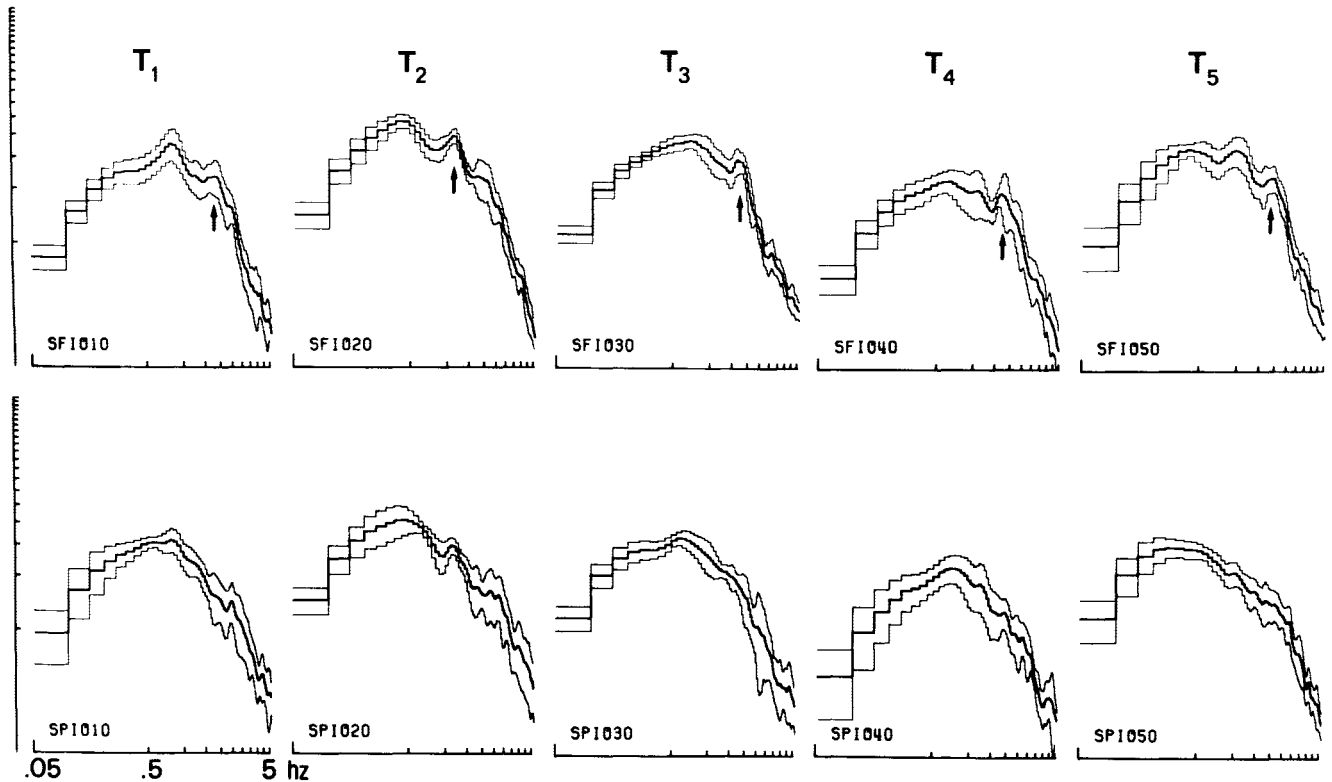 T1 T2 T3 T4 T5
SFI010 SFI020 SFI030 SFI040 SFI050
SPI010 SPI020 SPI030 SPI040 SPI050
.05 .5 5 hz